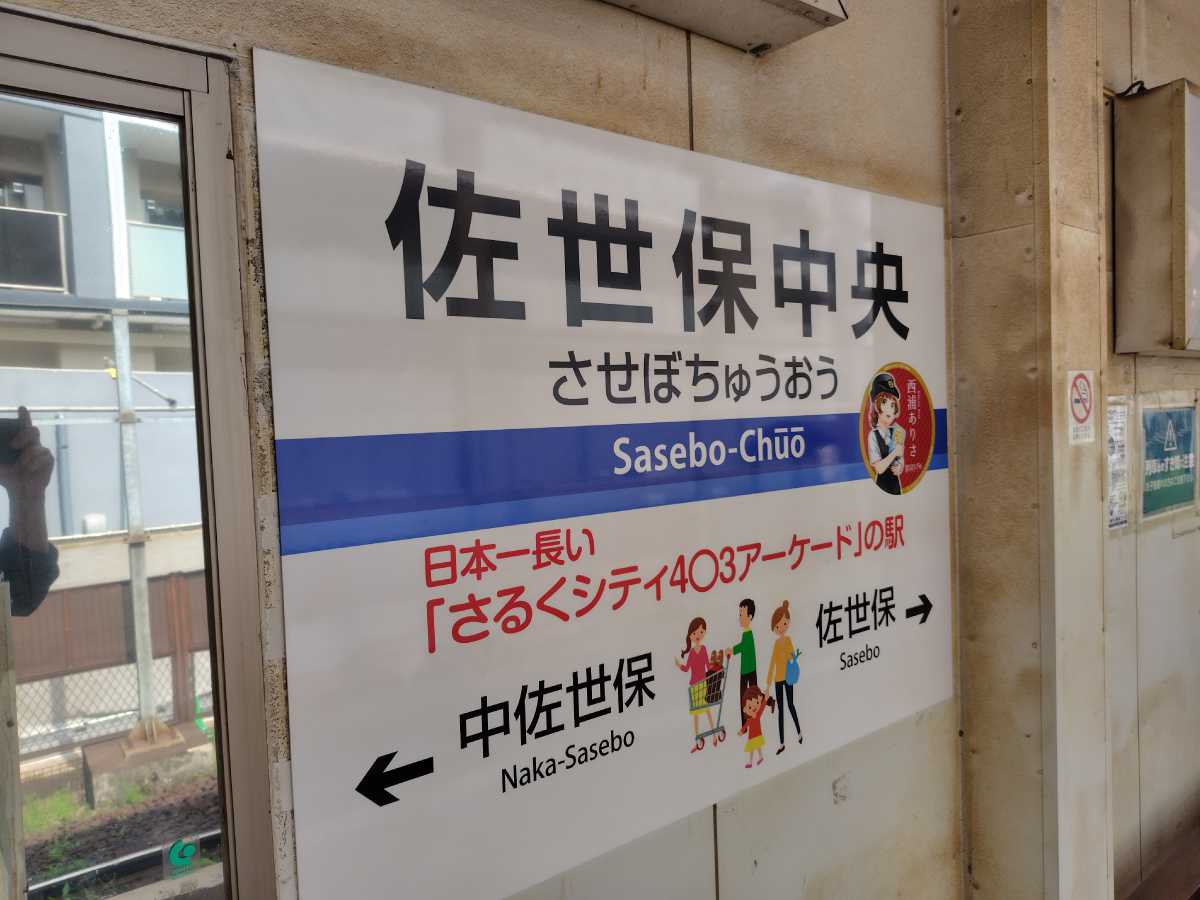 佐世保中央
させぼちゅうおう
Sasebo-Chūō
西浦ありさ
日本一長い
「さるくシティ4〇3アーケード」の駅
中佐世保
Naka-Sasebo
佐世保
Sasebo